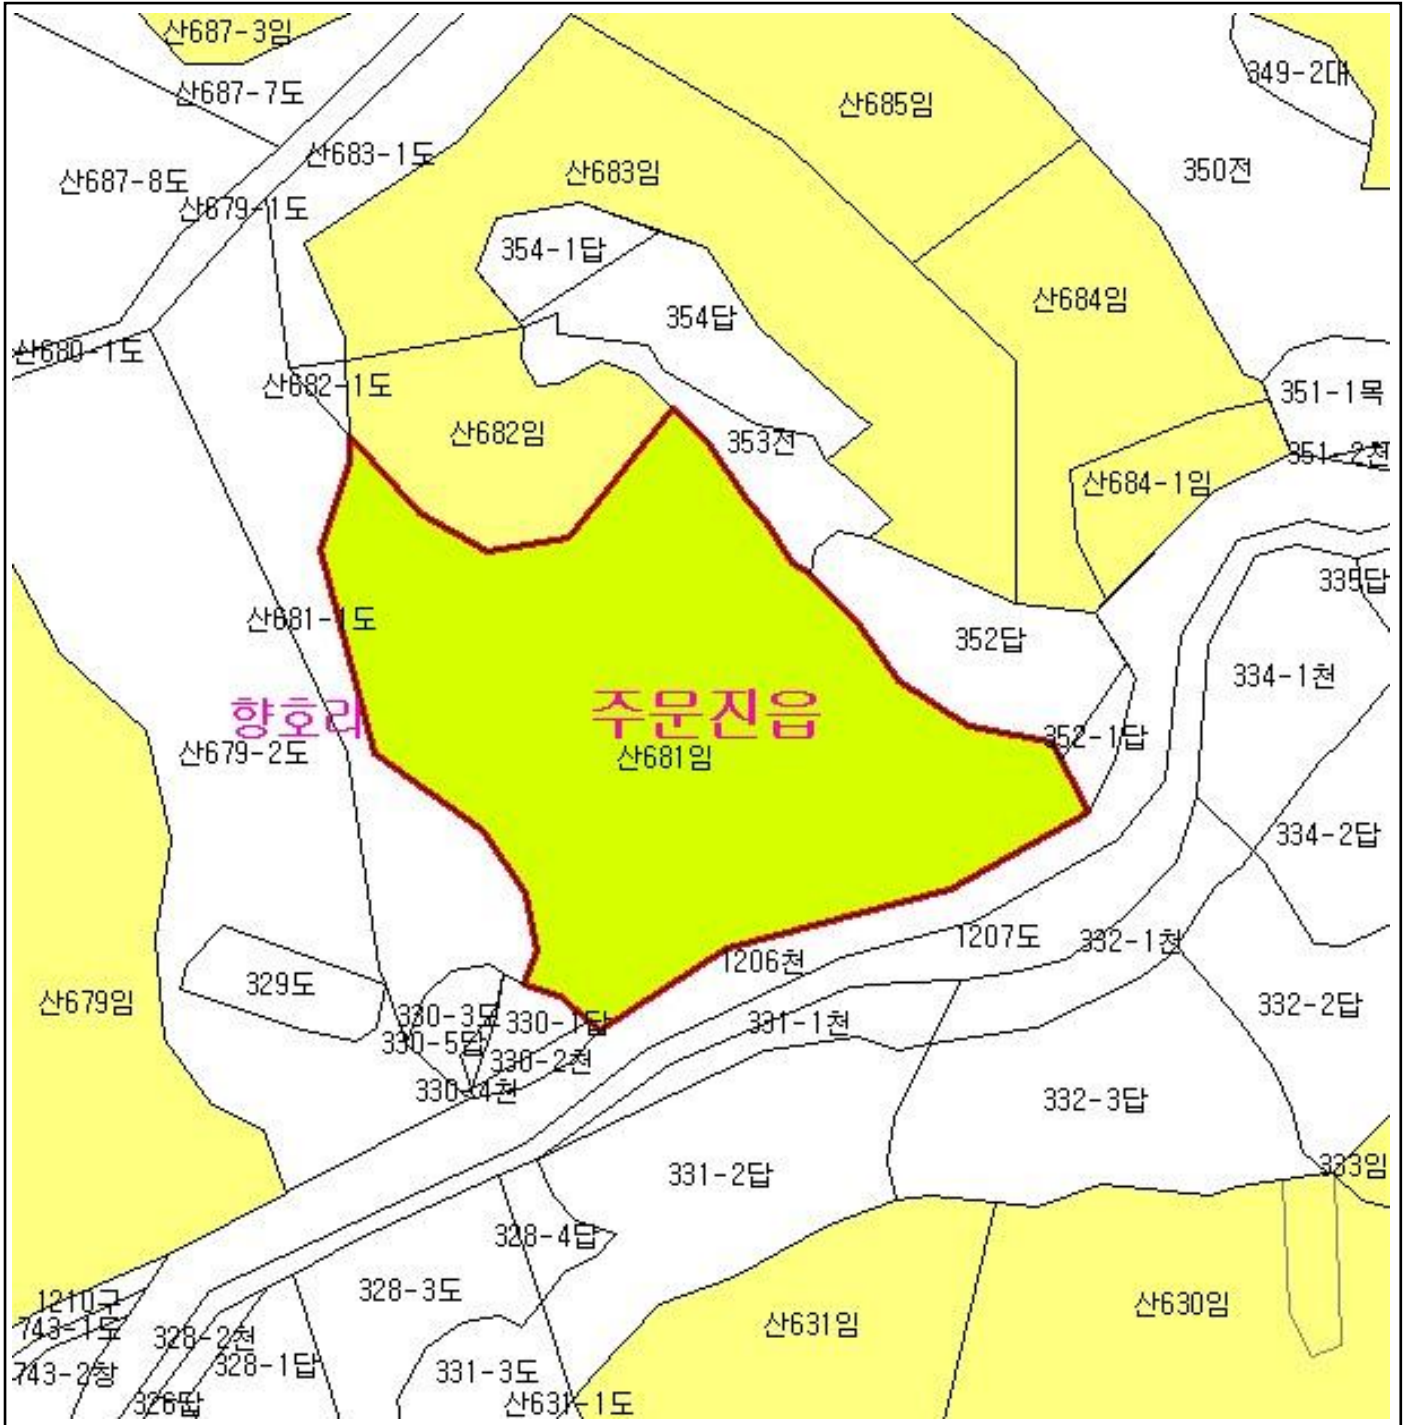 산687-3임
349-2대
산687-7도
산685임
산683-1도
산683임
350전
산687-8도
산679-1도
354-1답
산684임
354답
산680-1도
산682-1도
351-1목
산682임
353전
351-2천
산684-1임
335답
산681-1도
352답
334-1천
향호리
주문진읍
352-1답
산679-2도
산681임
334-2답
1206천
1207도
332-1천
329도
산679임
332-2답
330-3도
330-1답
331-1천
330-5답
330-2천
330-4천
332-3답
331-2답
333임
328-4답
328-3도
1210구
산630임
743-1도
328-2천
산631임
743-2창
328-1답
331-3도
326답
산631-1도